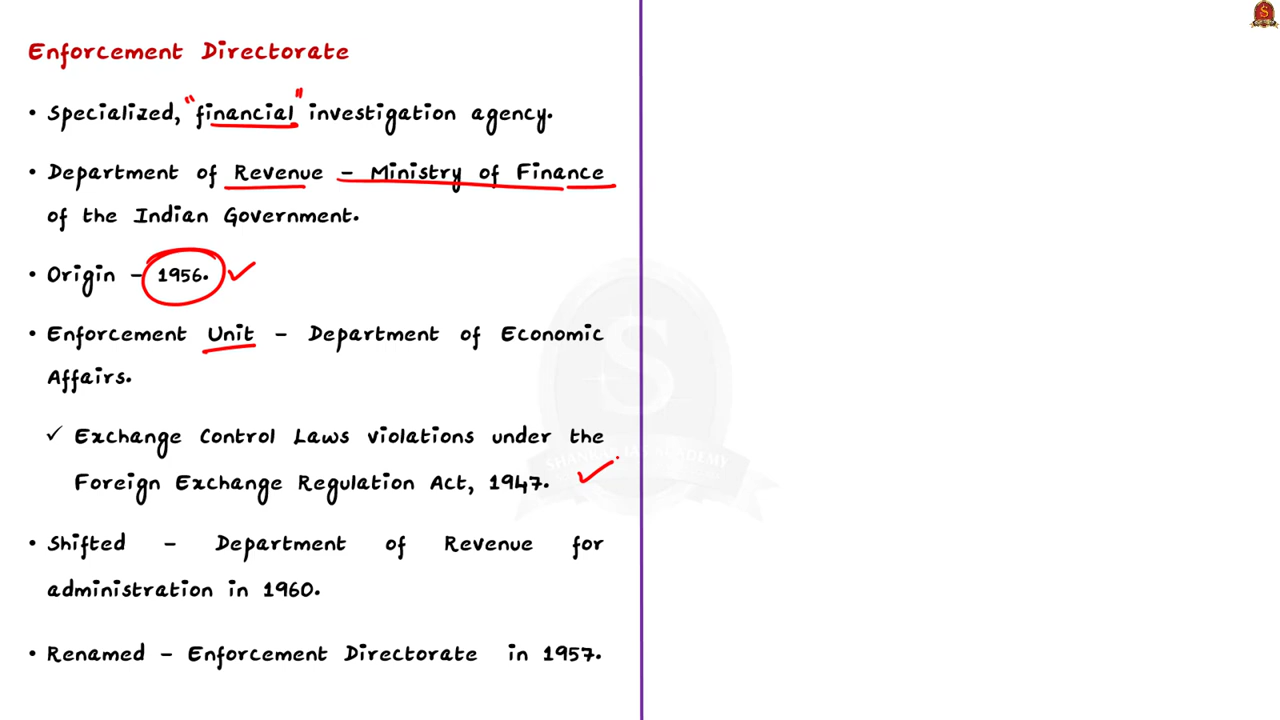 Enforcement Directorate
• Specialized, "financial" investigation agency.
• Department of Revenue – Ministry of Finance
of the Indian Government.
• Origin – 1956.
• Enforcement Unit – Department of Economic
Affairs.
✓ Exchange Control Laws violations under the
Foreign Exchange Regulation Act, 1947.
• Shifted – Department of Revenue for
administration in 1960.
• Renamed – Enforcement Directorate in 1957.